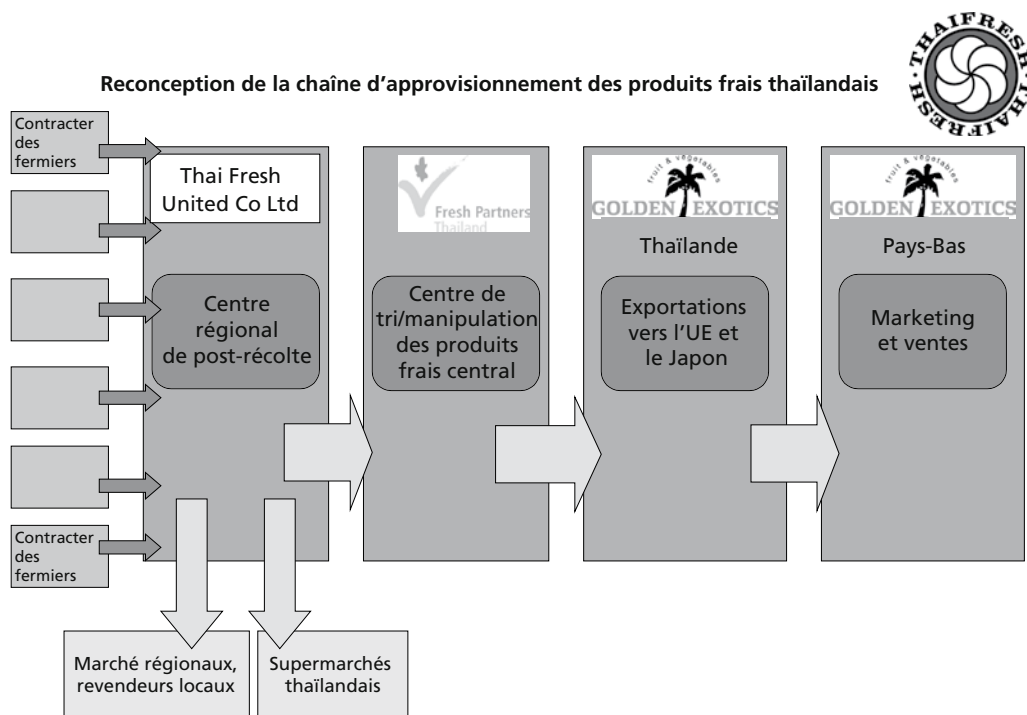 THAIFRESH · THAIFRESH ·
Reconception de la chaîne d’approvisionnement des produits frais thaïlandais
Contracter
des
fermiers
Thai Fresh
United Co Ltd
Fresh Partners
Thailand
fruit & vegetables
GOLDEN EXOTICS
Thaïlande
fruit & vegetables
GOLDEN EXOTICS
Pays-Bas
Centre
régional
de post-récolte
Centre de
tri/manipulation
des produits
frais central
Exportations
vers l’UE et
le Japon
Marketing
et ventes
Contracter
des
fermiers
Marché régionaux,
revendeurs locaux
Supermarchés
thaïlandais